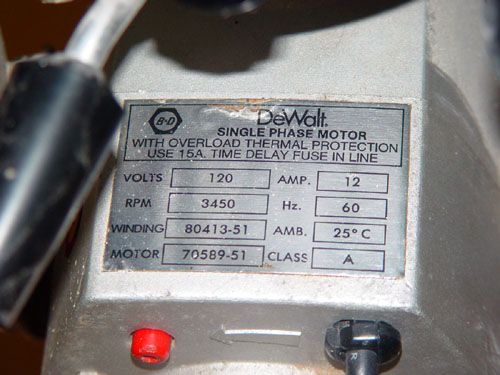 B·D DeWalt.
SINGLE PHASE MOTOR
WITH OVERLOAD THERMAL PROTECTION
USE 15A. TIME DELAY FUSE IN LINE
VOLTS 120 AMP. 12
RPM 3450 Hz. 60
WINDING 80413-51 AMB. 25°C
MOTOR 70589-51 CLASS A